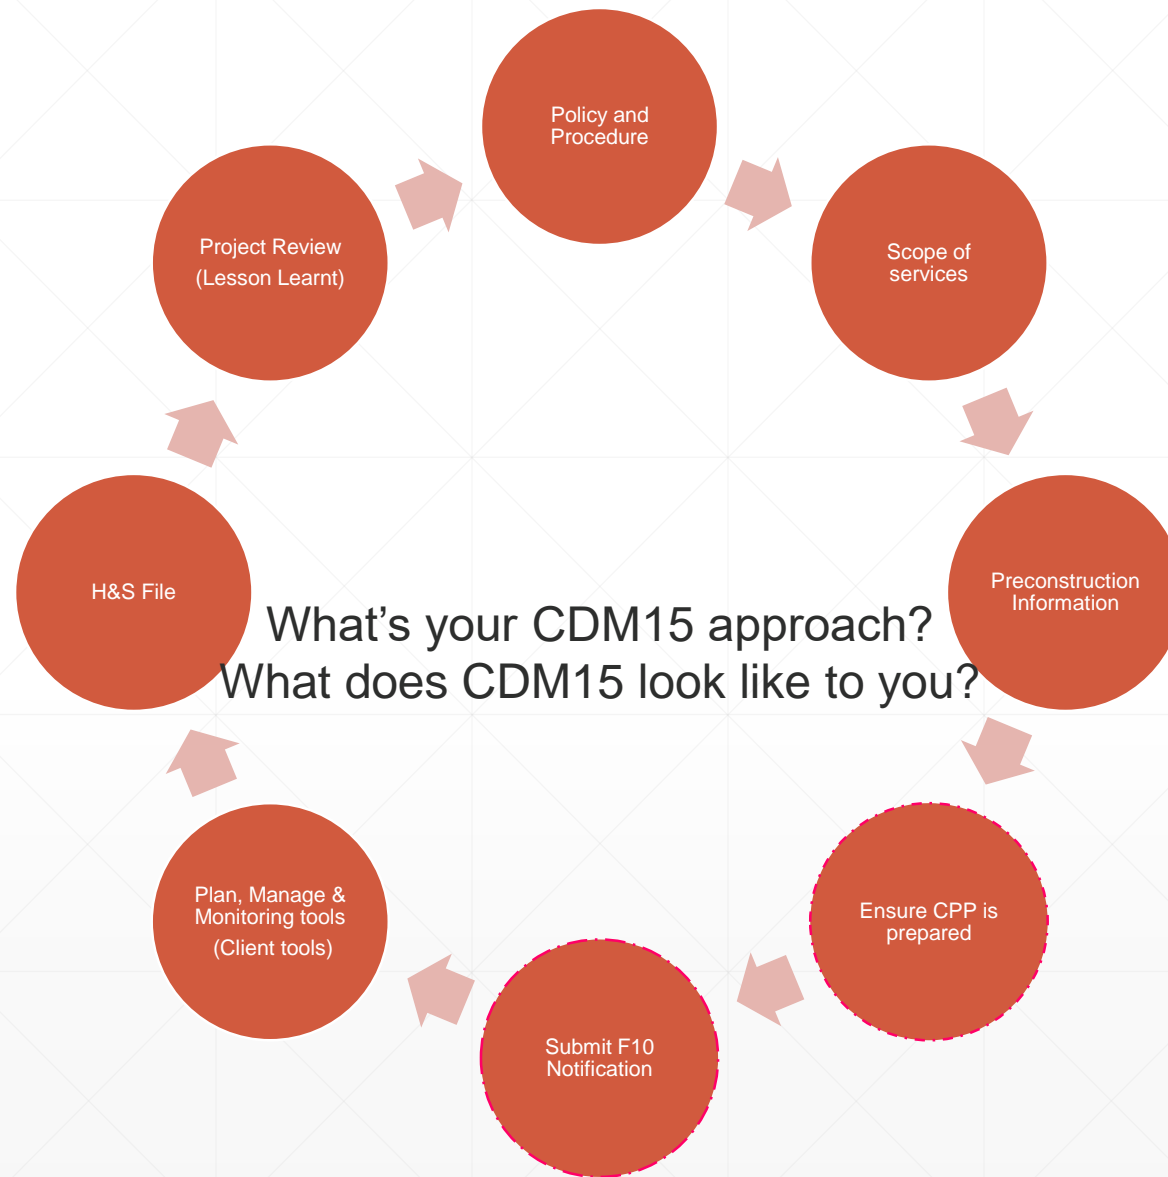 Policy and
Procedure
Scope of
services
Preconstruction
Information
Ensure CPP is
prepared
Submit F10
Notification
Plan, Manage &
Monitoring tools
(Client tools)
H&S File
Project Review
(Lesson Learnt)
What’s your CDM15 approach?
What does CDM15 look like to you?